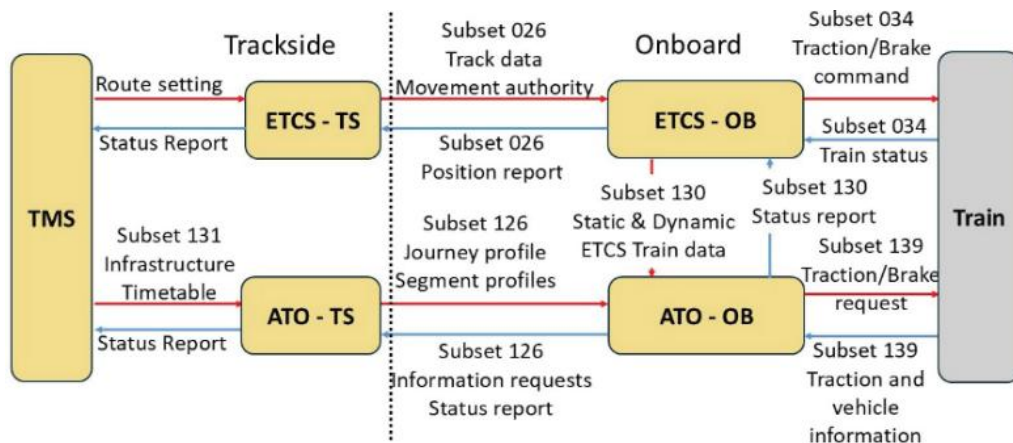 Trackside
Onboard
TMS
Route setting
Status Report
ETCS - TS
Subset 026
Track data
Movement authority
Subset 026
Position report
ETCS - OB
Subset 034
Traction/Brake
command
Subset 034
Train status
Subset 130
Static & Dynamic
ETCS Train data
Subset 130
Status report
Train
Subset 131
Infrastructure
Timetable
Status Report
ATO - TS
Subset 126
Journey profile
Segment profiles
Subset 126
Information requests
Status report
ATO - OB
Subset 139
Traction/Brake
request
Subset 139
Traction and
vehicle
information